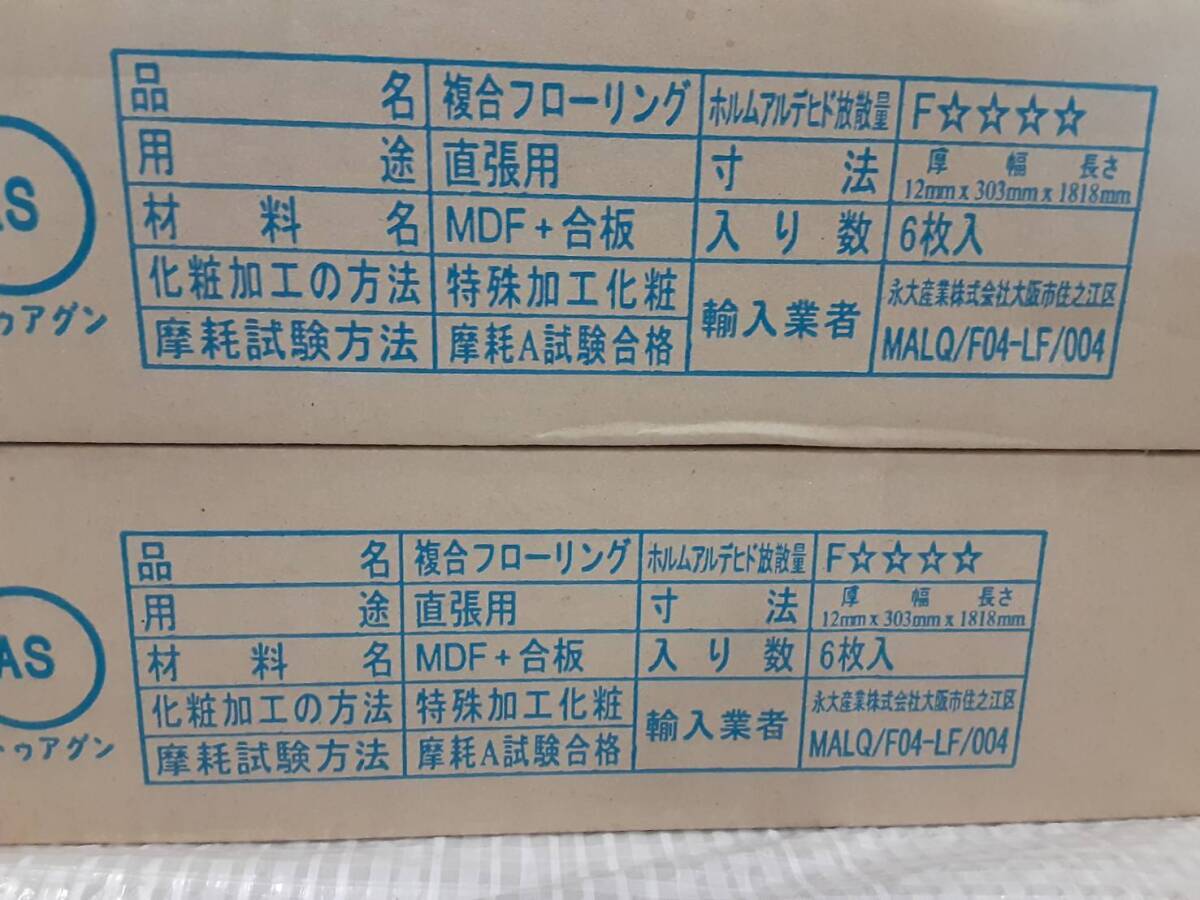 品名 複合フローリング ホルムアルデヒド放散量 F☆☆☆☆
用途 直張用 寸法 厚 幅 長さ
12mm x 303mm x 1818mm
材料名 MDF+合板 入り数 6枚入
化粧加工の方法 特殊加工化粧 輸入業者 永大産業株式会社大阪市住之江区
摩耗試験方法 摩耗A試験合格 MALQ/F04-LF/004
AS
ゥアグン
品名 複合フローリング ホルムアルデヒド放散量 F☆☆☆☆
用途 直張用 寸法 厚 幅 長さ
12mm x 303mm x 1818mm
材料名 MDF+合板 入り数 6枚入
化粧加工の方法 特殊加工化粧 輸入業者 永大産業株式会社大阪市住之江区
摩耗試験方法 摩耗A試験合格 MALQ/F04-LF/004
AS
トゥアグン